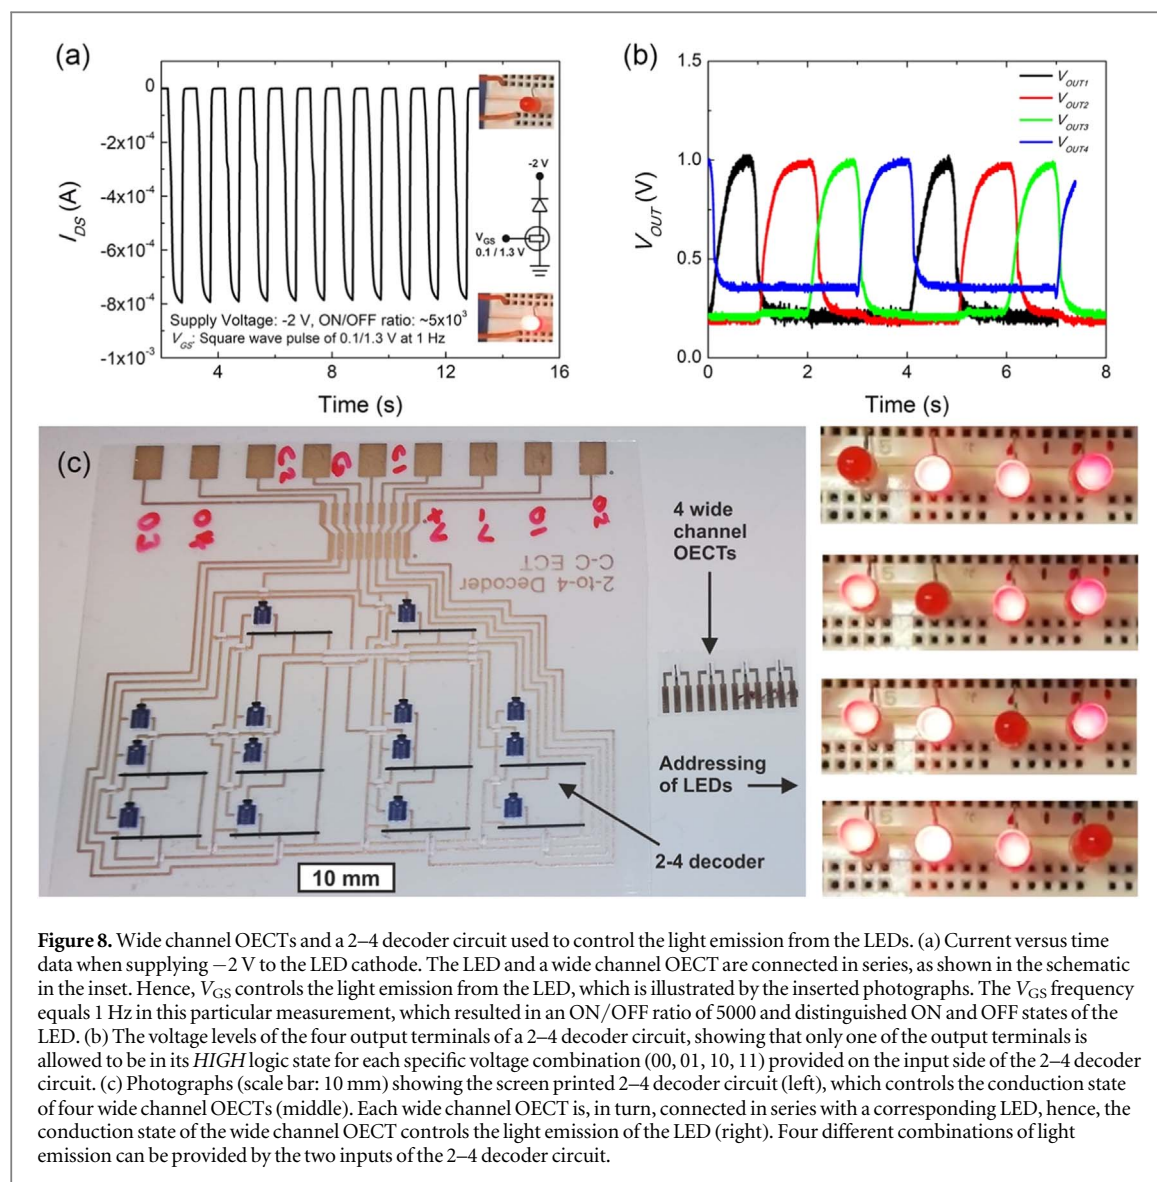 (a)
0
-2x10⁻⁴
-4x10⁻⁴
-6x10⁻⁴
-8x10⁻⁴
-1x10⁻³
I_DS (A)
4 8 12 16
Time (s)
-2 V
V_GS
0.1 / 1.3 V
Supply Voltage: -2 V, ON/OFF ratio: ~5x10³
V_GS: Square wave pulse of 0.1/1.3 V at 1 Hz
(b)
1.5
1.0
0.5
0.0
V_OUT (V)
V_OUT1
V_OUT2
V_OUT3
V_OUT4
0 2 4 6 8
Time (s)
(c)
C2 G C1
O3 O4 +V -V O1 O2
2-to-4 Decoder
C-C ECT
10 mm
4 wide
channel
OECTs
Addressing
of LEDs
2-4 decoder
Figure 8. Wide channel OECTs and a 2–4 decoder circuit used to control the light emission from the LEDs. (a) Current versus time
data when supplying −2 V to the LED cathode. The LED and a wide channel OECT are connected in series, as shown in the schematic
in the inset. Hence, V_GS controls the light emission from the LED, which is illustrated by the inserted photographs. The V_GS frequency
equals 1 Hz in this particular measurement, which resulted in an ON/OFF ratio of 5000 and distinguished ON and OFF states of the
LED. (b) The voltage levels of the four output terminals of a 2–4 decoder circuit, showing that only one of the output terminals is
allowed to be in its HIGH logic state for each specific voltage combination (00, 01, 10, 11) provided on the input side of the 2–4 decoder
circuit. (c) Photographs (scale bar: 10 mm) showing the screen printed 2–4 decoder circuit (left), which controls the conduction state
of four wide channel OECTs (middle). Each wide channel OECT is, in turn, connected in series with a corresponding LED, hence, the
conduction state of the wide channel OECT controls the light emission of the LED (right). Four different combinations of light
emission can be provided by the two inputs of the 2–4 decoder circuit.